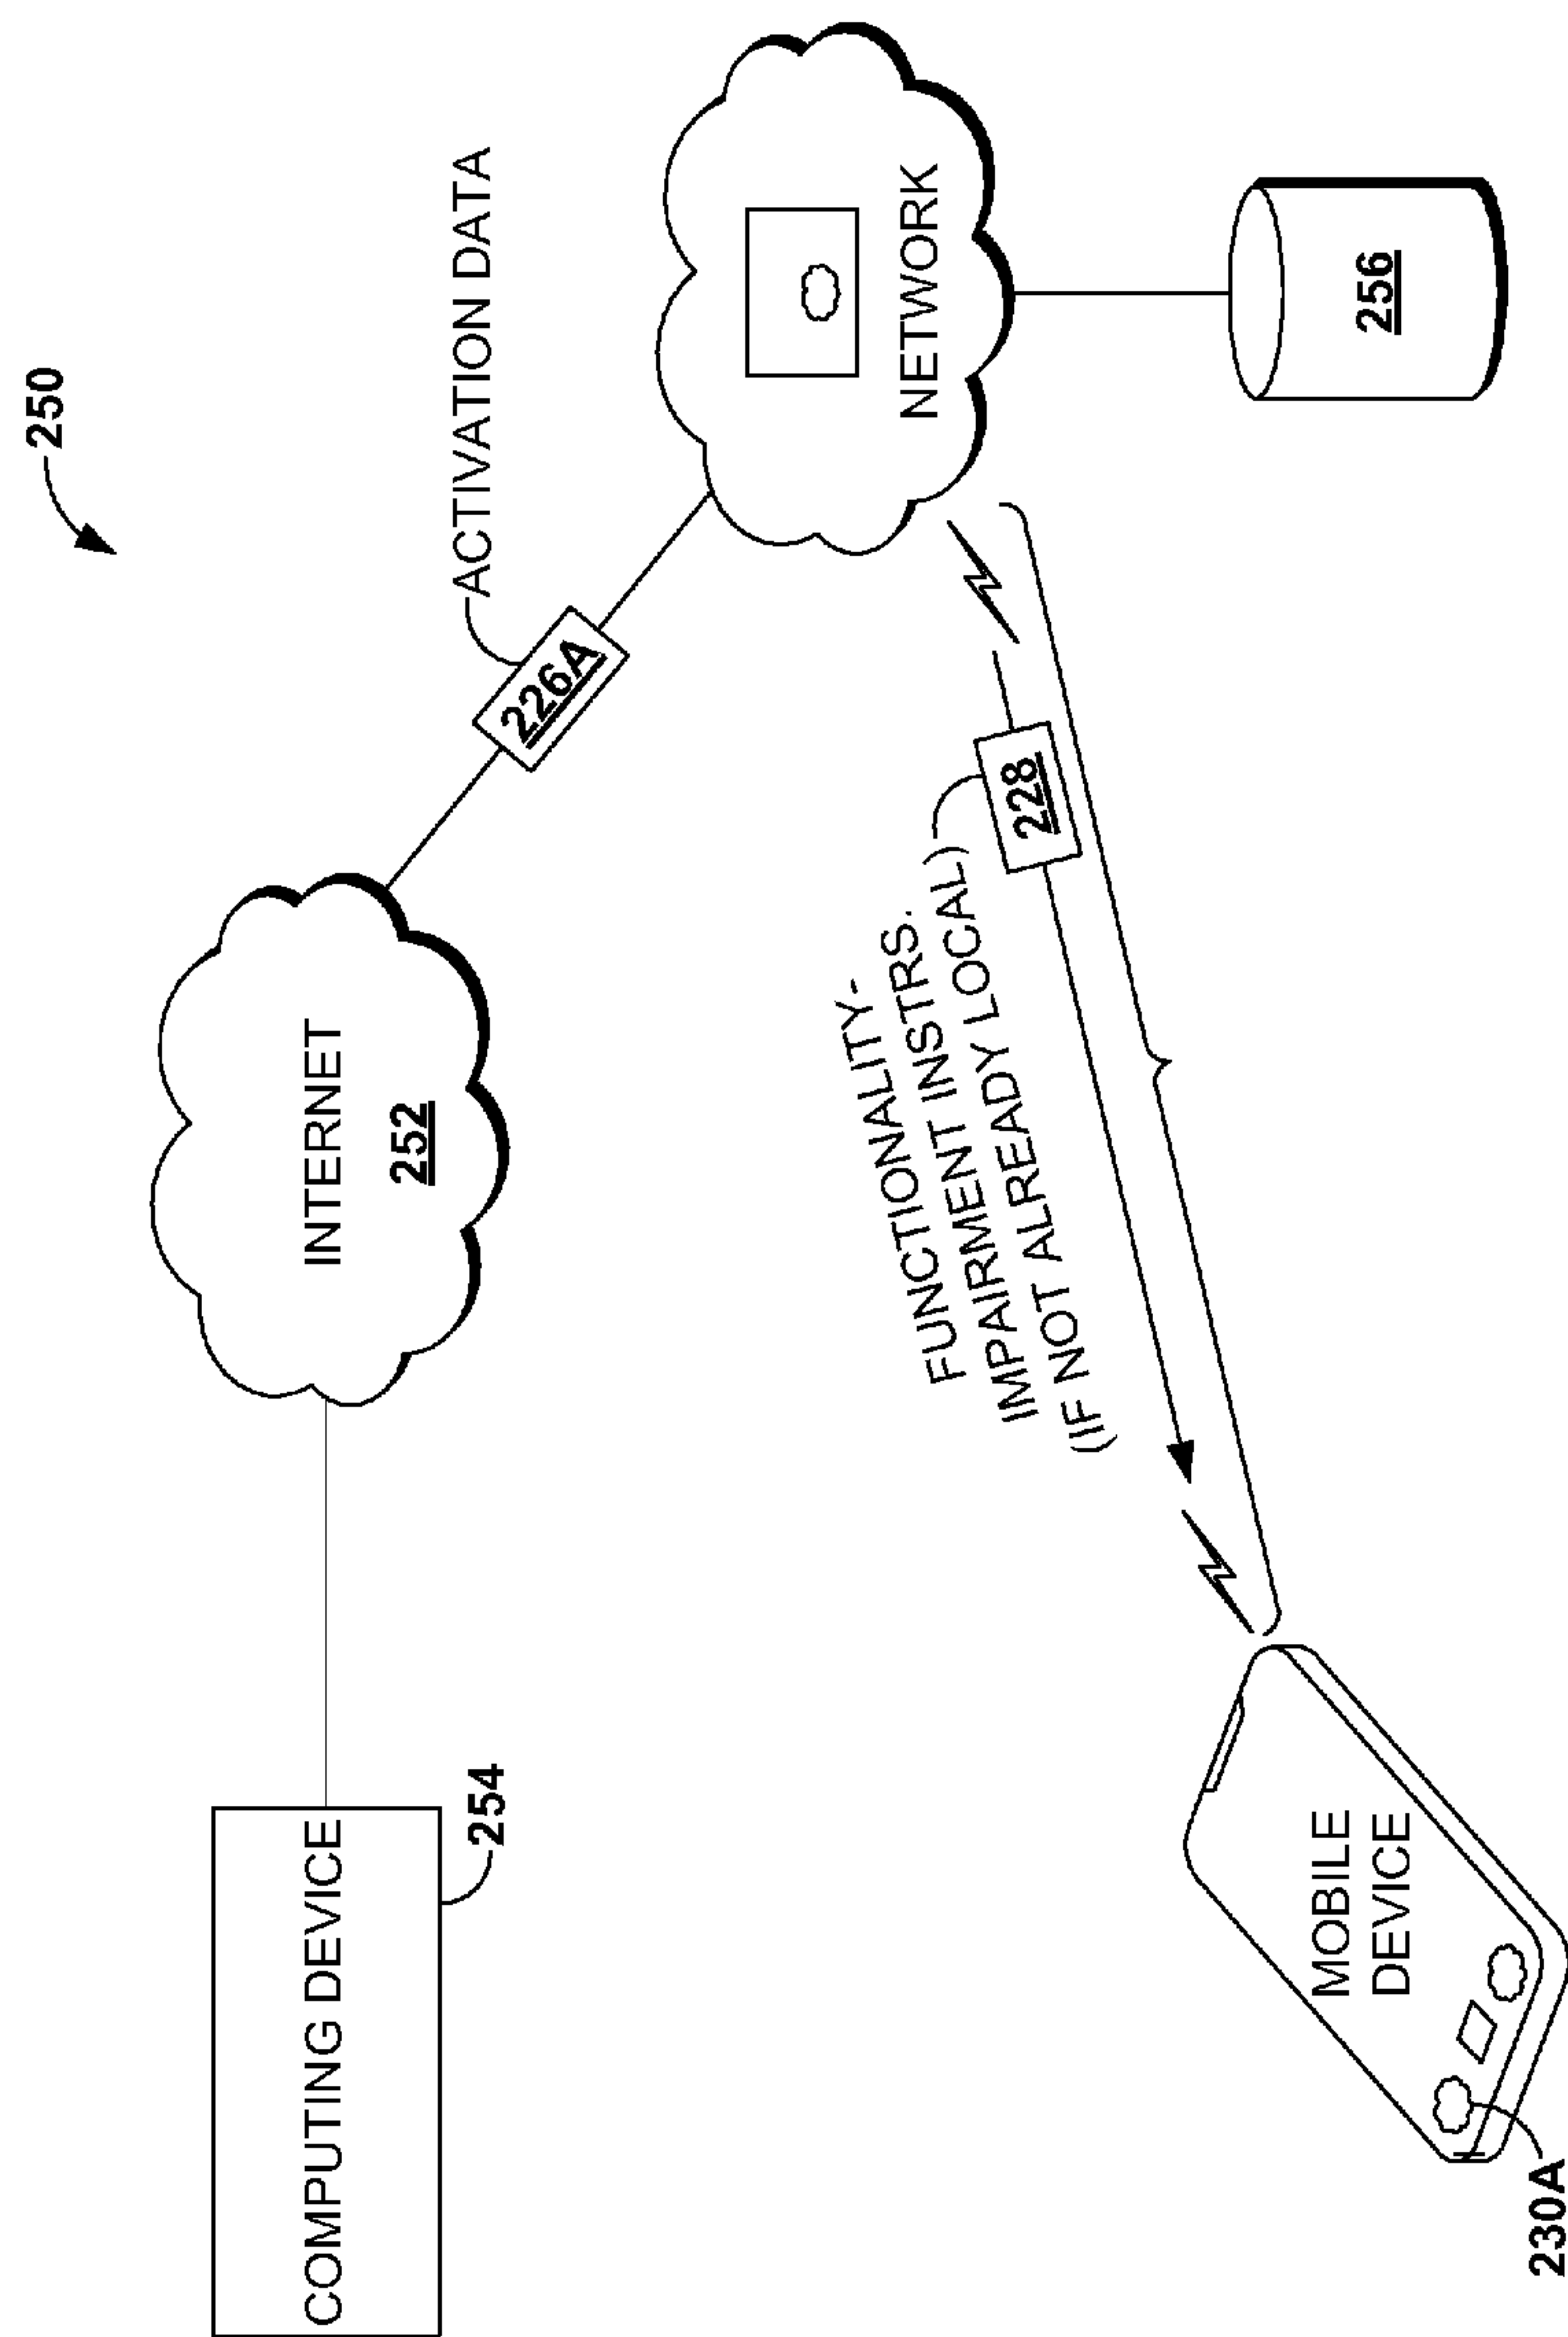 250
COMPUTING DEVICE
254
INTERNET
252
ACTIVATION DATA
226A
NETWORK
FUNCTIONALITY-
IMPAIRMENT INSTRS.
(IF NOT ALREADY LOCAL)
228
256
MOBILE
DEVICE
230A